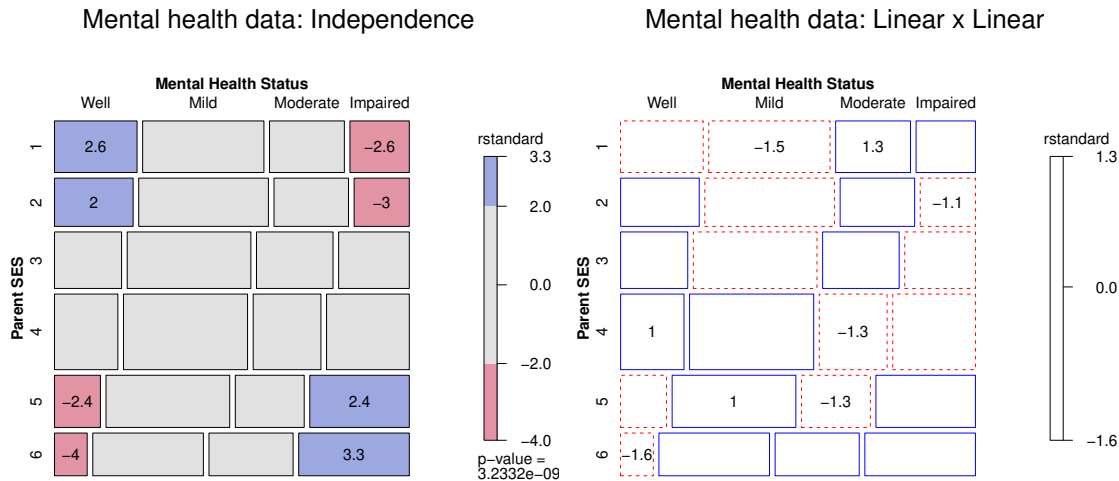 Mental health data: Independence
Mental Health Status
Well Mild Moderate Impaired
Parent SES
1 2.6 −2.6
2 2 −3
3
4
5 −2.4 2.4
6 −4 3.3
rstandard
3.3
2.0
0.0
−2.0
−4.0
p−value =
3.2332e−09
Mental health data: Linear x Linear
Mental Health Status
Well Mild Moderate Impaired
Parent SES
1 −1.5 1.3
2 −1.1
3
4 1 −1.3
5 1 −1.3
6 −1.6
rstandard
1.3
0.0
−1.6